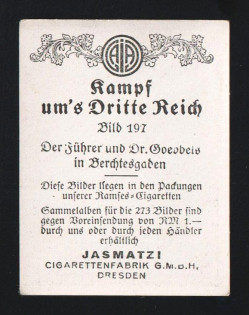 AJA
Kampf
um's Dritte Reich
Bild 197
Der Führer und Dr. Goebbels
in Berchtesgaden
Diese Bilder liegen in den Packungen
unserer Ramses-Cigaretten
Sammelalben für die 273 Bilder sind
gegen Voreinsendung von RM 1.—
durch uns oder durch jeden Händler
erhältlich
JASMATZI
CIGARETTENFABRIK G.M.B.H,
DRESDEN